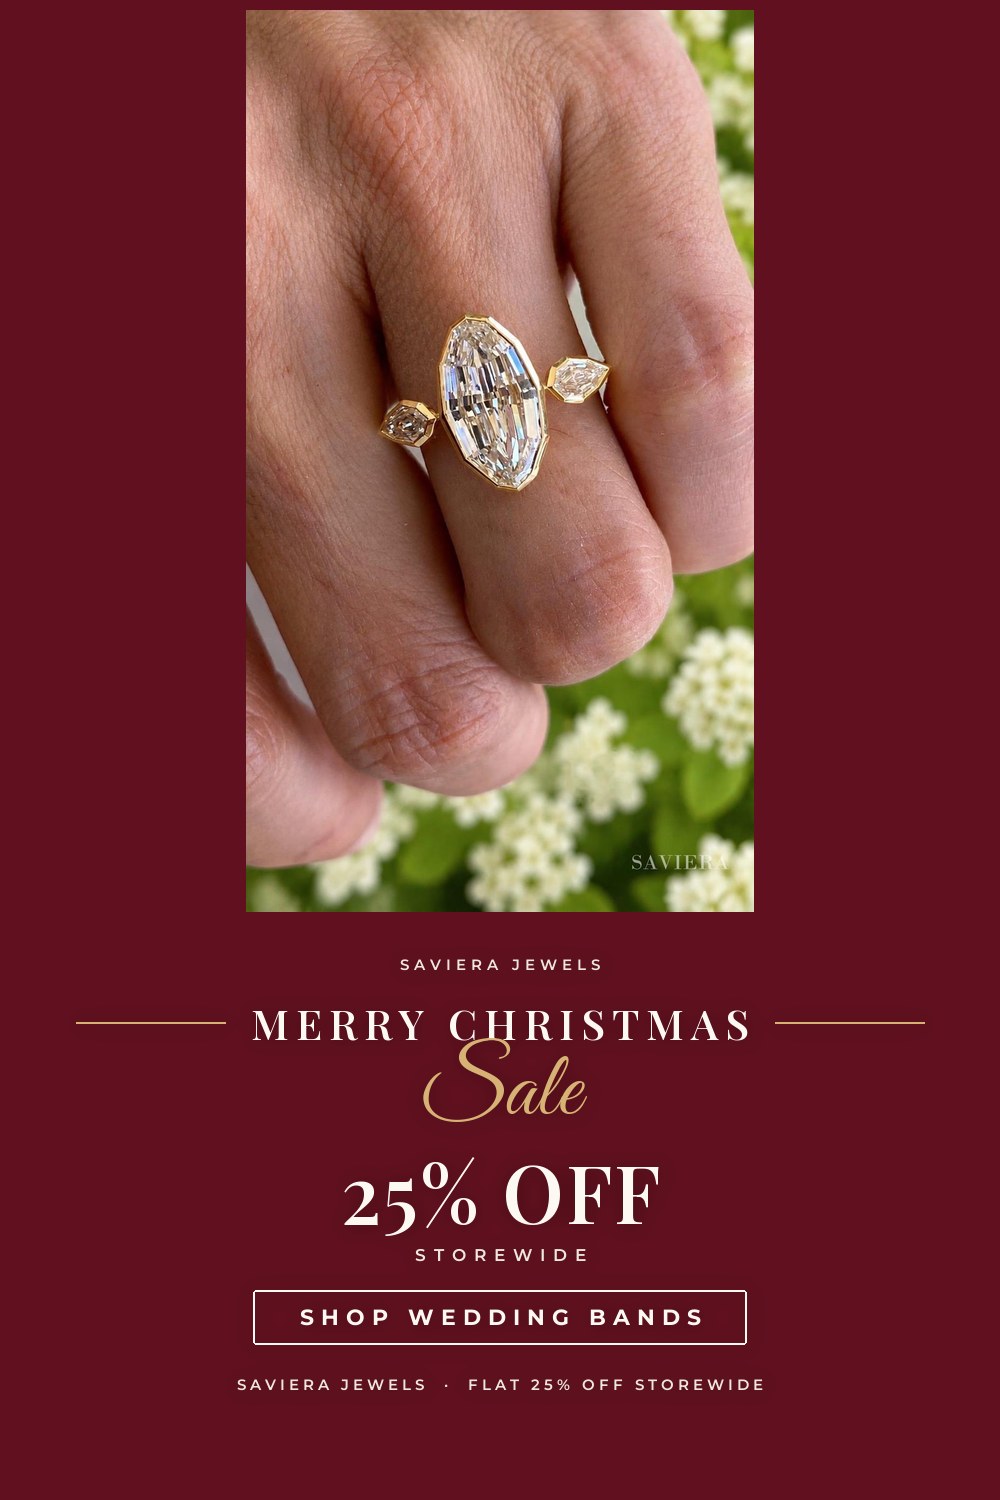 SAVIERA
SAVIERA JEWELS
MERRY CHRISTMAS
Sale
25% OFF
STOREWIDE
SHOP WEDDING BANDS
SAVIERA JEWELS · FLAT 25% OFF STOREWIDE